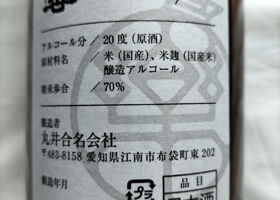 アルコール分／20度(原酒)
原材料名／米(国産)、米麹(国産米)
醸造アルコール
精米歩合／70%
製造者
丸井合名会社
〒483-8158 愛知県江南市布袋町東202
製造年月
プラ